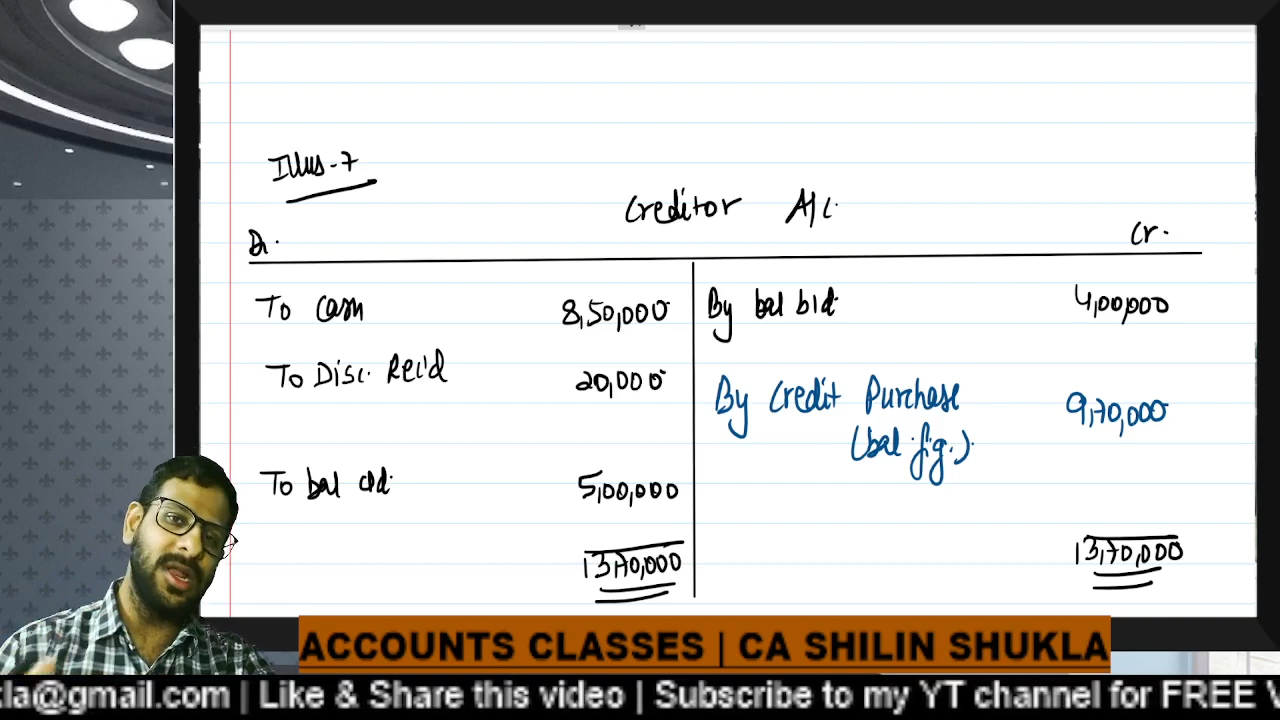 Illus-7
Creditor A/c.
Dr. Cr.
To Cash 8,50,000 By bal b/d. 4,00,000
To Disc. Rec'd 20,000 By Credit Purchase 9,70,000
(bal. fig.)
To bal c/d. 5,00,000
13,70,000 13,70,000
ACCOUNTS CLASSES | CA SHILIN SHUKLA
kla@gmail.com | Like & Share this video | Subscribe to my YT channel for FREE V